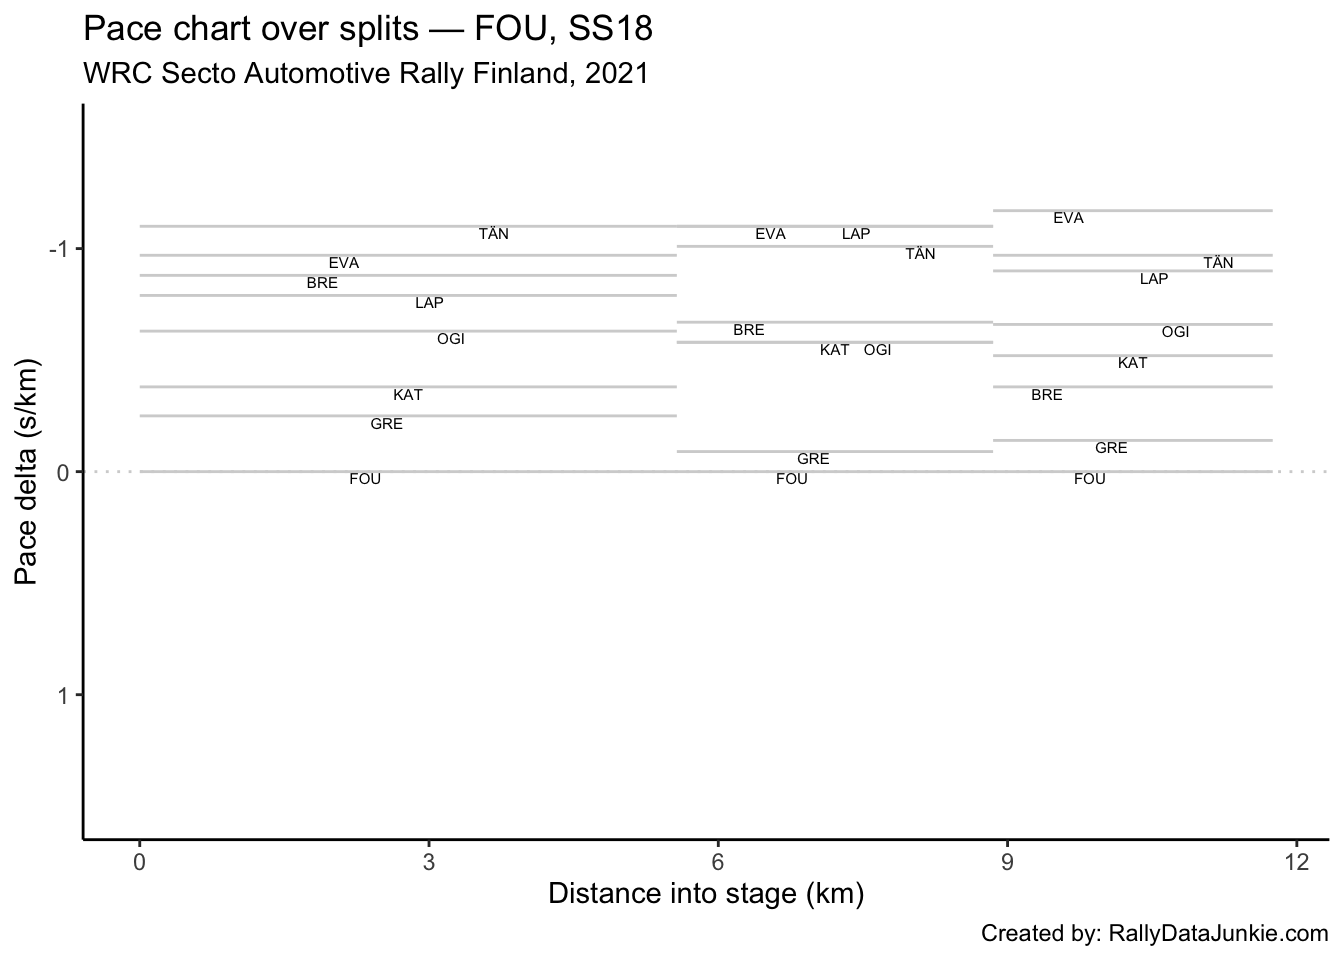 Pace chart over splits — FOU, SS18
WRC Secto Automotive Rally Finland, 2021
Pace delta (s/km)
-1
0
1
TÄN
EVA
BRE
LAP
OGI
KAT
GRE
FOU
EVA LAP
TÄN
BRE
KAT OGI
GRE
FOU
EVA
TÄN
LAP
OGI
KAT
BRE
GRE
FOU
0 3 6 9 12
Distance into stage (km)
Created by: RallyDataJunkie.com